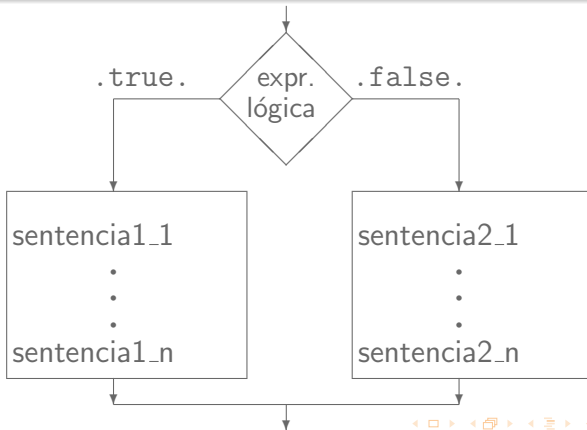 .true.
expr.
lógica
.false.
sentencia1_1
.
.
.
sentencia1_n
sentencia2_1
.
.
.
sentencia2_n